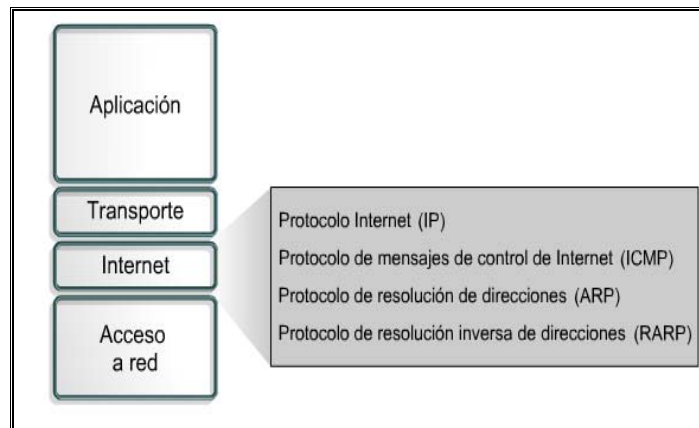 Aplicación
Transporte
Internet
Acceso
a red
Protocolo Internet (IP)
Protocolo de mensajes de control de Internet (ICMP)
Protocolo de resolución de direcciones (ARP)
Protocolo de resolución inversa de direcciones (RARP)